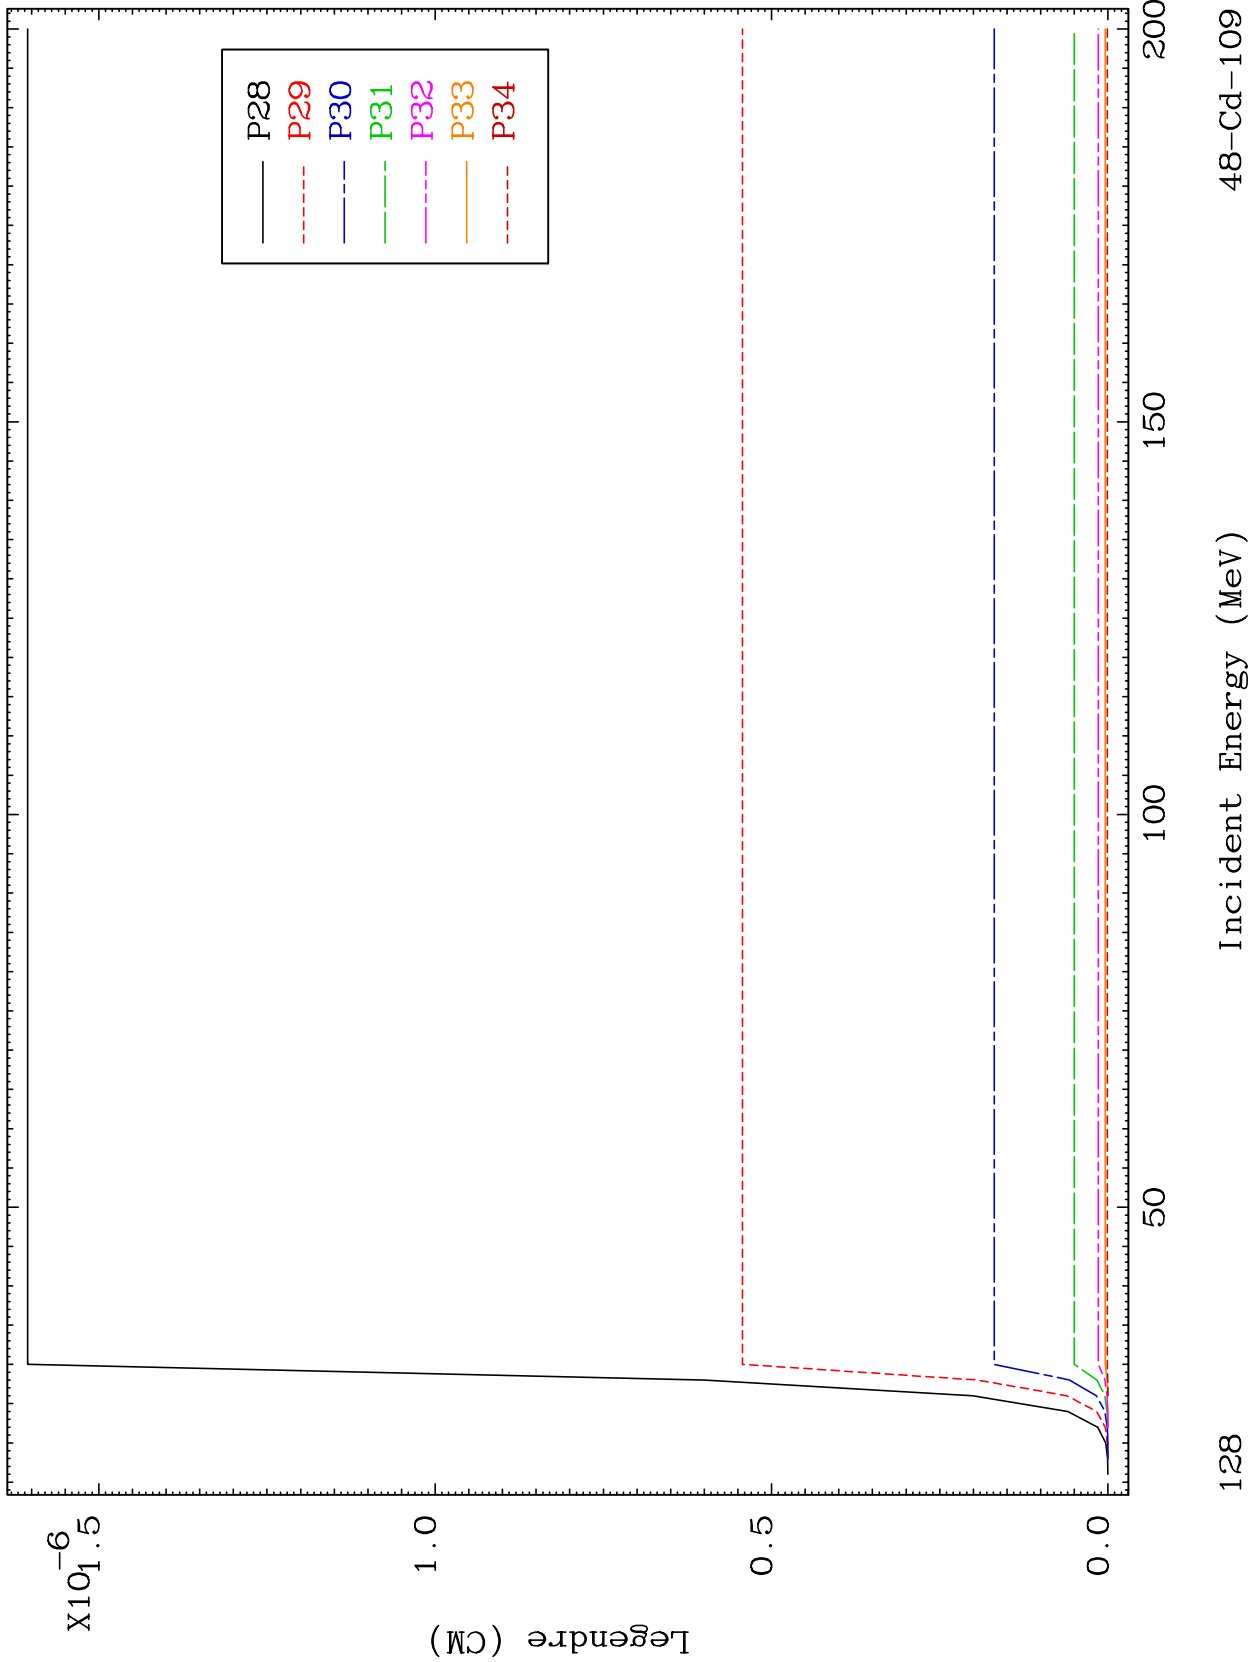 X10-6
1.5
1.0
0.5
0.0
Legendre (CM)
P28
P29
P30
P31
P32
P33
P34
50
100
150
200
Incident Energy (MeV)
128
48-Cd-109